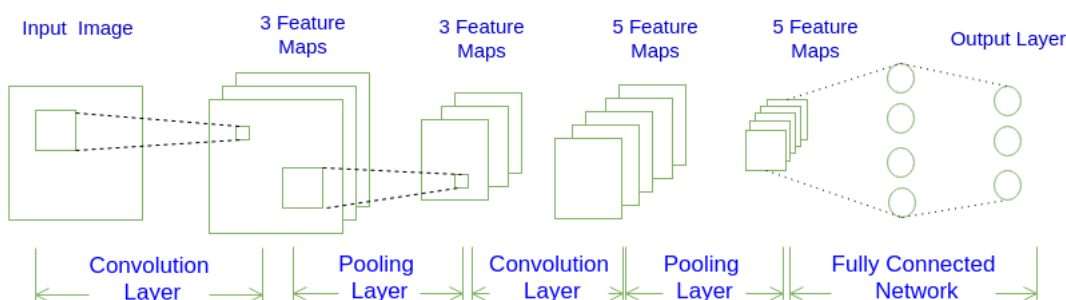 Input Image
3 Feature
Maps
3 Feature
Maps
5 Feature
Maps
5 Feature
Maps
Output Layer
Convolution
Layer
Pooling
Layer
Convolution
Layer
Pooling
Layer
Fully Connected
Network